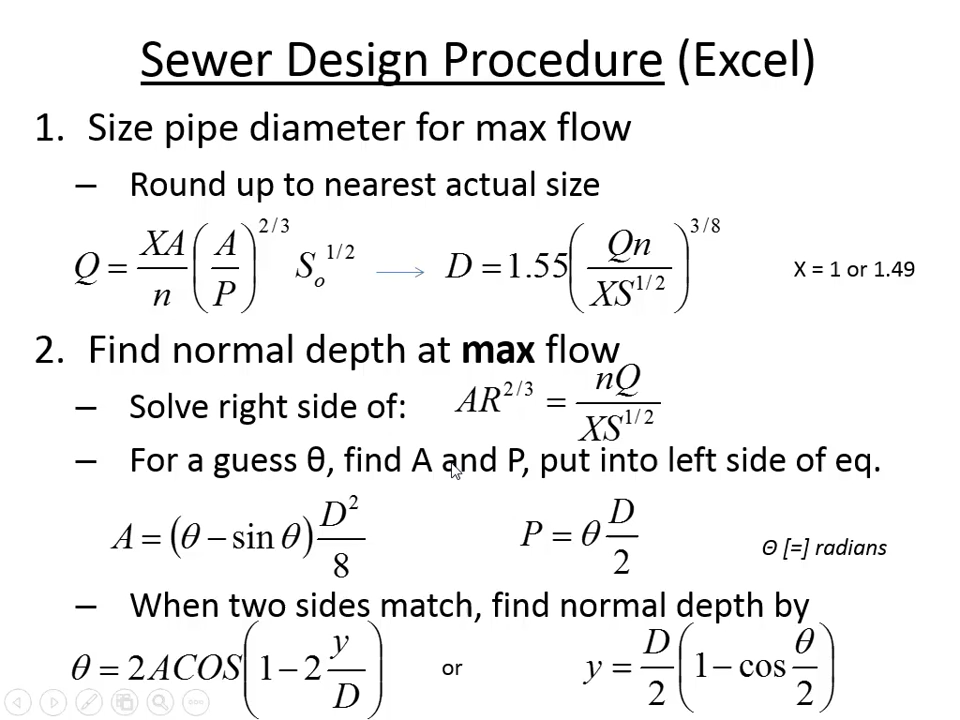 Sewer Design Procedure (Excel)
1. Size pipe diameter for max flow
– Round up to nearest actual size
Q = XA/n (A/P)^2/3 S_o^1/2 → D = 1.55(Qn/XS^1/2)^3/8 X = 1 or 1.49
2. Find normal depth at max flow
– Solve right side of: AR^2/3 = nQ/XS^1/2
– For a guess θ, find A and P, put into left side of eq.
A = (θ − sin θ) D^2/8 P = θ D/2 Θ [=] radians
– When two sides match, find normal depth by
θ = 2ACOS(1 − 2 y/D) or y = D/2 (1 − cos θ/2)